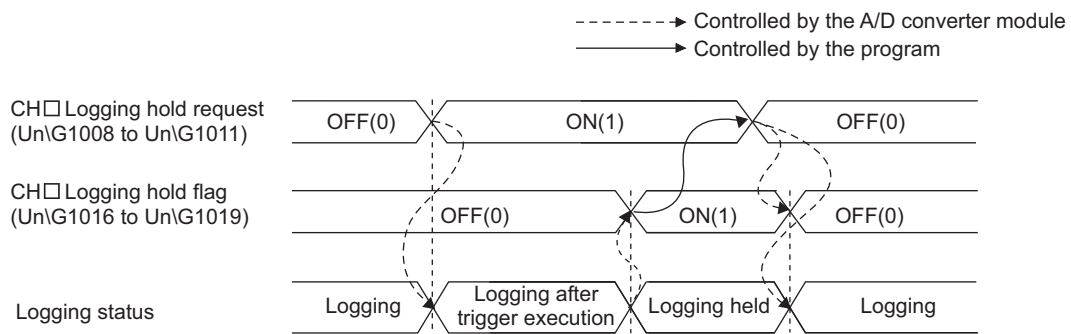 Controlled by the A/D converter module
Controlled by the program
CH□ Logging hold request
(Un\G1008 to Un\G1011)
OFF(0)
ON(1)
OFF(0)
CH□ Logging hold flag
(Un\G1016 to Un\G1019)
OFF(0)
ON(1)
OFF(0)
Logging status
Logging
Logging after
trigger execution
Logging held
Logging